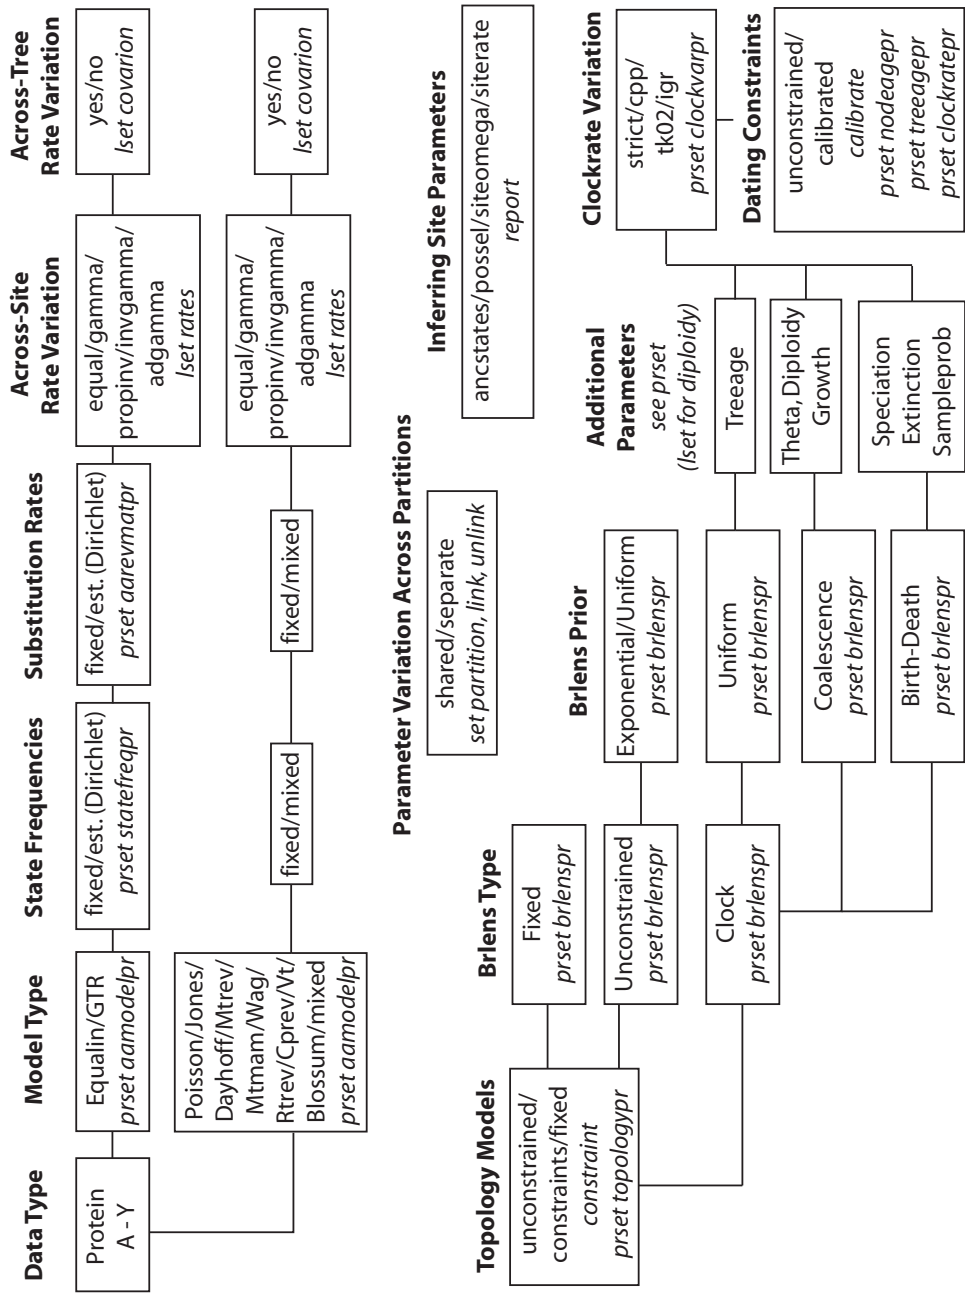 Data Type
Protein
A - Y
Model Type
Equalin/GTR
prset aamodelpr
Poisson/Jones/
Dayhoff/Mtrev/
Mtmam/Wag/
Rtrev/Cprev/Vt/
Blossum/mixed
prset aamodelpr
State Frequencies
fixed/est. (Dirichlet)
prset statefreqpr
fixed/mixed
Substitution Rates
fixed/est. (Dirichlet)
prset aarevmatpr
fixed/mixed
Across-Site
Rate Variation
equal/gamma/
propinv/invgamma/
adgamma
lset rates
equal/gamma/
propinv/invgamma/
adgamma
lset rates
Across-Tree
Rate Variation
yes/no
lset covarion
yes/no
lset covarion
Parameter Variation Across Partitions
shared/separate
set partition, link, unlink
Inferring Site Parameters
ancstates/possel/siteomega/siterate
report
Topology Models
unconstrained/
constraints/fixed
constraint
prset topologypr
Brlens Type
Fixed
prset brlenspr
Unconstrained
prset brlenspr
Clock
prset brlenspr
Brlens Prior
Exponential/Uniform
prset brlenspr
Uniform
prset brlenspr
Coalescence
prset brlenspr
Birth-Death
prset brlenspr
Additional
Parameters
see prset
(lset for diploidy)
Treeage
Theta, Diploidy
Growth
Speciation
Extinction
Sampleprob
Clockrate Variation
strict/cpp/
tk02/igr
prset clockvarpr
Dating Constraints
unconstrained/
calibrated
calibrate
prset nodeagepr
prset treeagepr
prset clockratepr